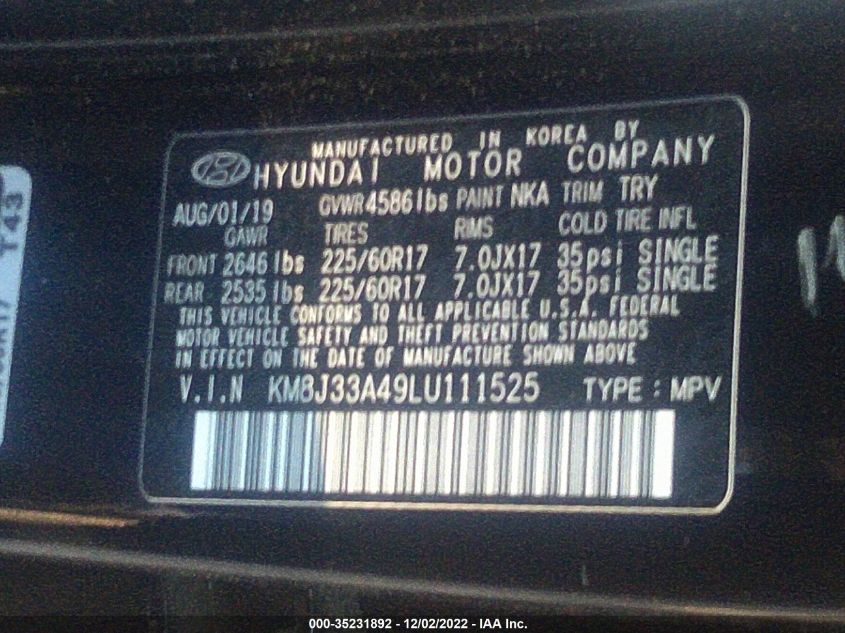 MANUFACTURED IN KOREA BY
HYUNDAI MOTOR COMPANY
AUG/01/19 GVWR 4586lbs PAINT NKA TRIM TRY
GAWR TIRES RIMS COLD TIRE INFL
FRONT 2646 lbs 225/60R17 7.0JX17 35psi SINGLE
REAR 2535 lbs 225/60R17 7.0JX17 35psi SINGLE
THIS VEHICLE CONFORMS TO ALL APPLICABLE U.S.A. FEDERAL
MOTOR VEHICLE SAFETY AND THEFT PREVENTION STANDARDS
IN EFFECT ON THE DATE OF MANUFACTURE SHOWN ABOVE
V.I.N KM8J33A49LU111525 TYPE : MPV
T43
000-35231892 - 12/02/2022 - IAA Inc.